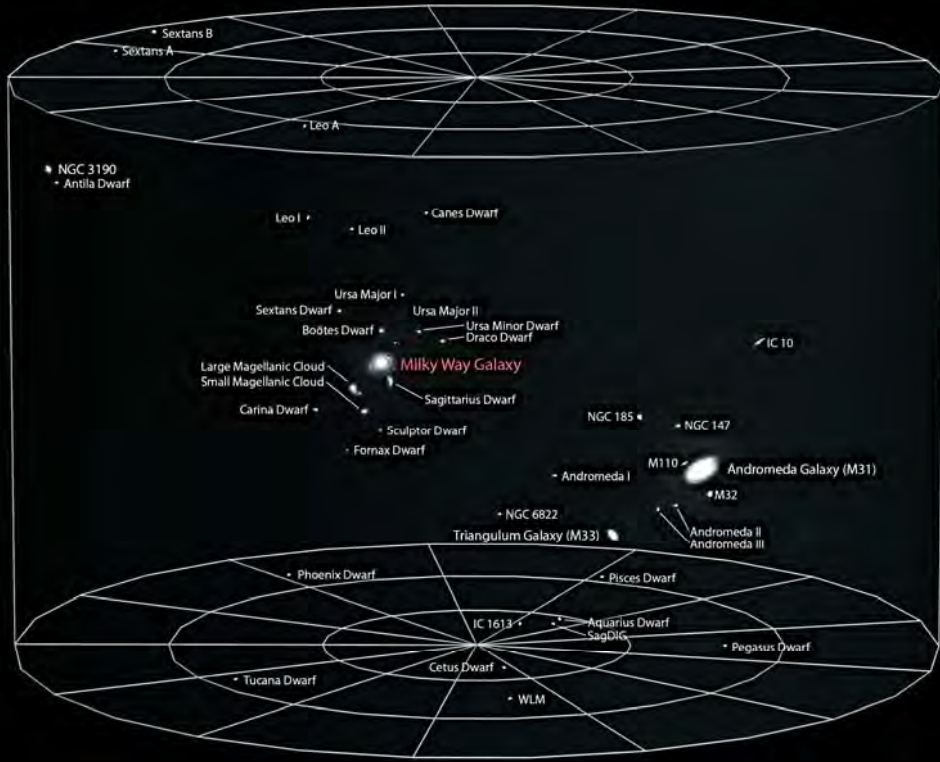 Sextans B
Sextans A
Leo A
NGC 3190
Antila Dwarf
Leo I
Canes Dwarf
Leo II
Ursa Major I
Sextans Dwarf
Ursa Major II
Boötes Dwarf
Ursa Minor Dwarf
Draco Dwarf
IC 10
Large Magellanic Cloud
Milky Way Galaxy
Small Magellanic Cloud
Sagittarius Dwarf
Carina Dwarf
NGC 185
NGC 147
Sculptor Dwarf
Fornax Dwarf
M110
Andromeda Galaxy (M31)
Andromeda I
M32
NGC 6822
Andromeda II
Triangulum Galaxy (M33)
Andromeda III
Phoenix Dwarf
Pisces Dwarf
IC 1613
Aquarius Dwarf
SagDIG
Pegasus Dwarf
Cetus Dwarf
Tucana Dwarf
WLM